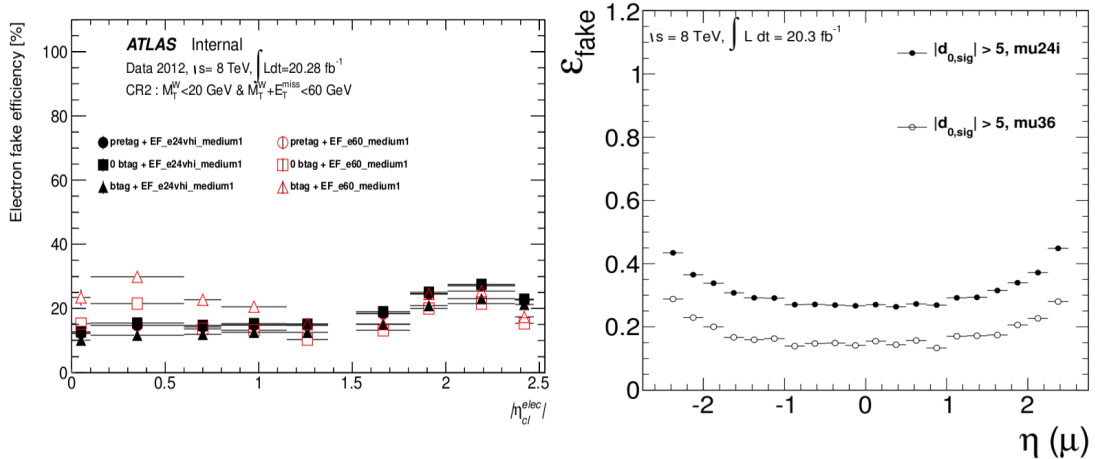 ATLAS Internal
Data 2012, ıs= 8 TeV, ∫Ldt=20.28 fb⁻¹
CR2 : M_T^W<20 GeV & M_T^W+E_T^miss<60 GeV
pretag + EF_e24vhi_medium1
pretag + EF_e60_medium1
0 btag + EF_e24vhi_medium1
0 btag + EF_e60_medium1
btag + EF_e24vhi_medium1
btag + EF_e60_medium1
Electron fake efficiency [%]
100
80
60
40
20
0
0 0.5 1 1.5 2 2.5
|η_cl^elec|
ıs = 8 TeV, ∫ L dt = 20.3 fb⁻¹
|d_0,sig| > 5, mu24i
|d_0,sig| > 5, mu36
ε_fake
1.2
1
0.8
0.6
0.4
0.2
0
-2 -1 0 1 2
η (μ)